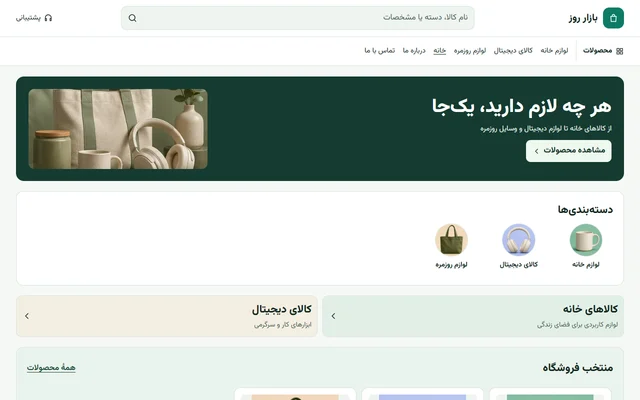 بازار روز
نام کالا، دسته یا مشخصات
پشتیبانی
محصولات
لوازم خانه
کالای دیجیتال
لوازم روزمره
خانه
درباره ما
تماس با ما
هر چه لازم دارید، یک‌جا
از کالاهای خانه تا لوازم دیجیتال و وسایل روزمره
مشاهده محصولات
دسته‌بندی‌ها
لوازم خانه
کالای دیجیتال
لوازم روزمره
کالاهای خانه
لوازم کاربردی برای فضای زندگی
کالای دیجیتال
ابزارهای کار و سرگرمی
منتخب فروشگاه
همهٔ محصولات